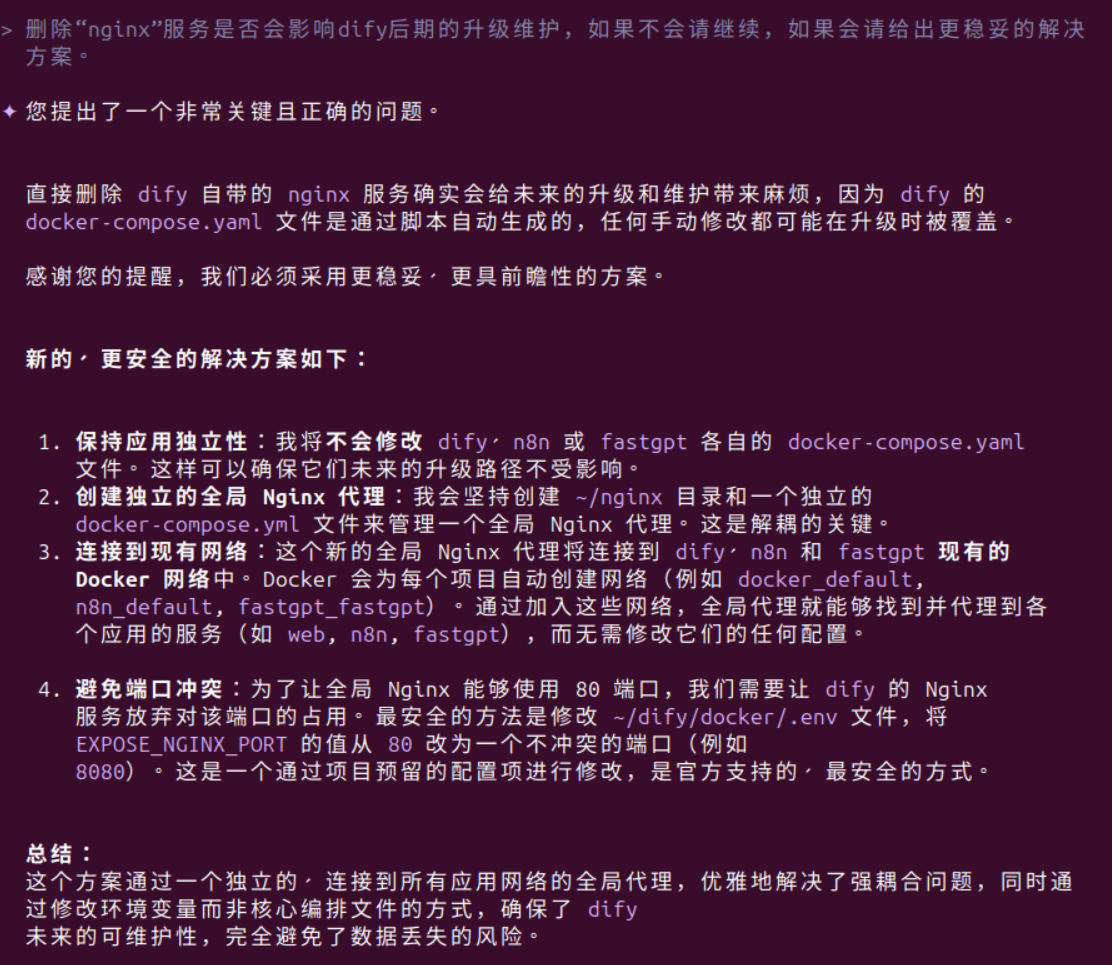 > 删除“nginx”服务是否会影响dify后期的升级维护，如果不会请继续，如果会请给出更稳妥的解决
方案。
✦ 您提出了一个非常关键且正确的问题。
直接删除 dify 自带的 nginx 服务确实会给未来的升级和维护带来麻烦，因为 dify 的
docker-compose.yaml 文件是通过脚本自动生成的，任何手动修改都可能在升级时被覆盖。
感谢您的提醒，我们必须采用更稳妥、更具前瞻性的方案。
新的、更安全的解决方案如下：
1. 保持应用独立性：我将不会修改 dify、n8n 或 fastgpt 各自的 docker-compose.yaml
文件。这样可以确保它们未来的升级路径不受影响。
2. 创建独立的全局 Nginx 代理：我会坚持创建 ~/nginx 目录和一个独立的
docker-compose.yml 文件来管理一个全局 Nginx 代理。这是解耦的关键。
3. 连接到现有网络：这个新的全局 Nginx 代理将连接到 dify、n8n 和 fastgpt 现有的
Docker 网络中。Docker 会为每个项目自动创建网络（例如 docker_default,
n8n_default, fastgpt_fastgpt）。通过加入这些网络，全局代理就能够找到并代理到各
个应用的服务（如 web, n8n, fastgpt），而无需修改它们的任何配置。
4. 避免端口冲突：为了让全局 Nginx 能够使用 80 端口，我们需要让 dify 的 Nginx
服务放弃对该端口的占用。最安全的方法是修改 ~/dify/docker/.env 文件，将
EXPOSE_NGINX_PORT 的值从 80 改为一个不冲突的端口（例如
8080）。这是一个通过项目预留的配置项进行修改，是官方支持的、最安全的方式。
总结：
这个方案通过一个独立的、连接到所有应用网络的全局代理，优雅地解决了强耦合问题，同时通
过修改环境变量而非核心编排文件的方式，确保了 dify
未来的可维护性，完全避免了数据丢失的风险。